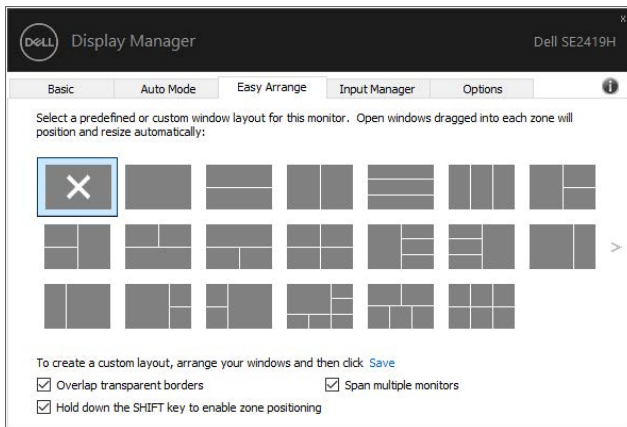 x
DELL Display Manager Dell SE2419H
Basic Auto Mode Easy Arrange Input Manager Options i
Select a predefined or custom window layout for this monitor. Open windows dragged into each zone will
position and resize automatically:
>
To create a custom layout, arrange your windows and then click Save
Overlap transparent borders Span multiple monitors
Hold down the SHIFT key to enable zone positioning